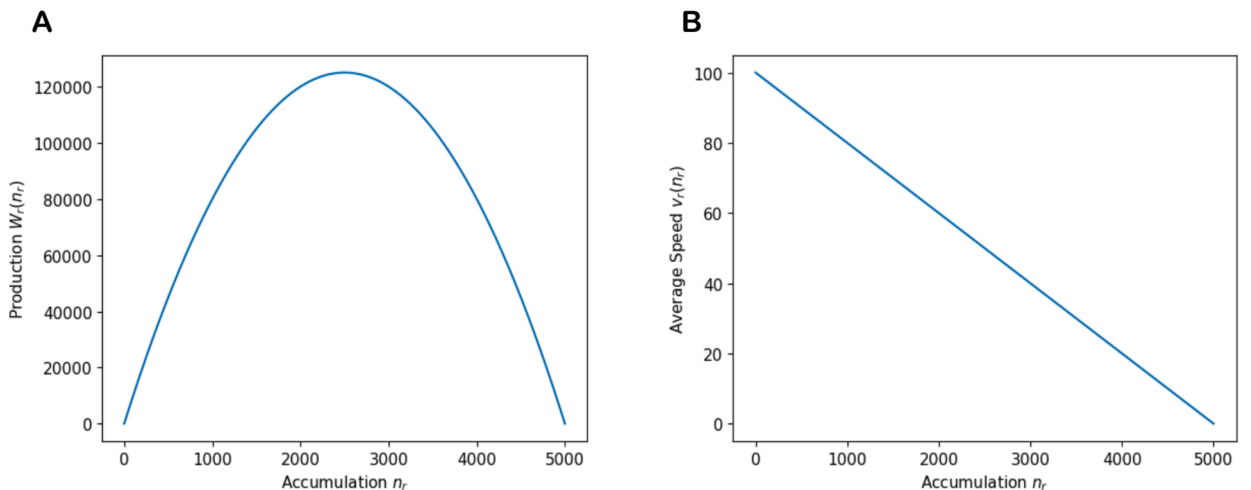 A
B
Production W_r(n_r)
120000
100000
80000
60000
40000
20000
0
0 1000 2000 3000 4000 5000
Accumulation n_r
Average Speed v_r(n_r)
100
80
60
40
20
0
0 1000 2000 3000 4000 5000
Accumulation n_r